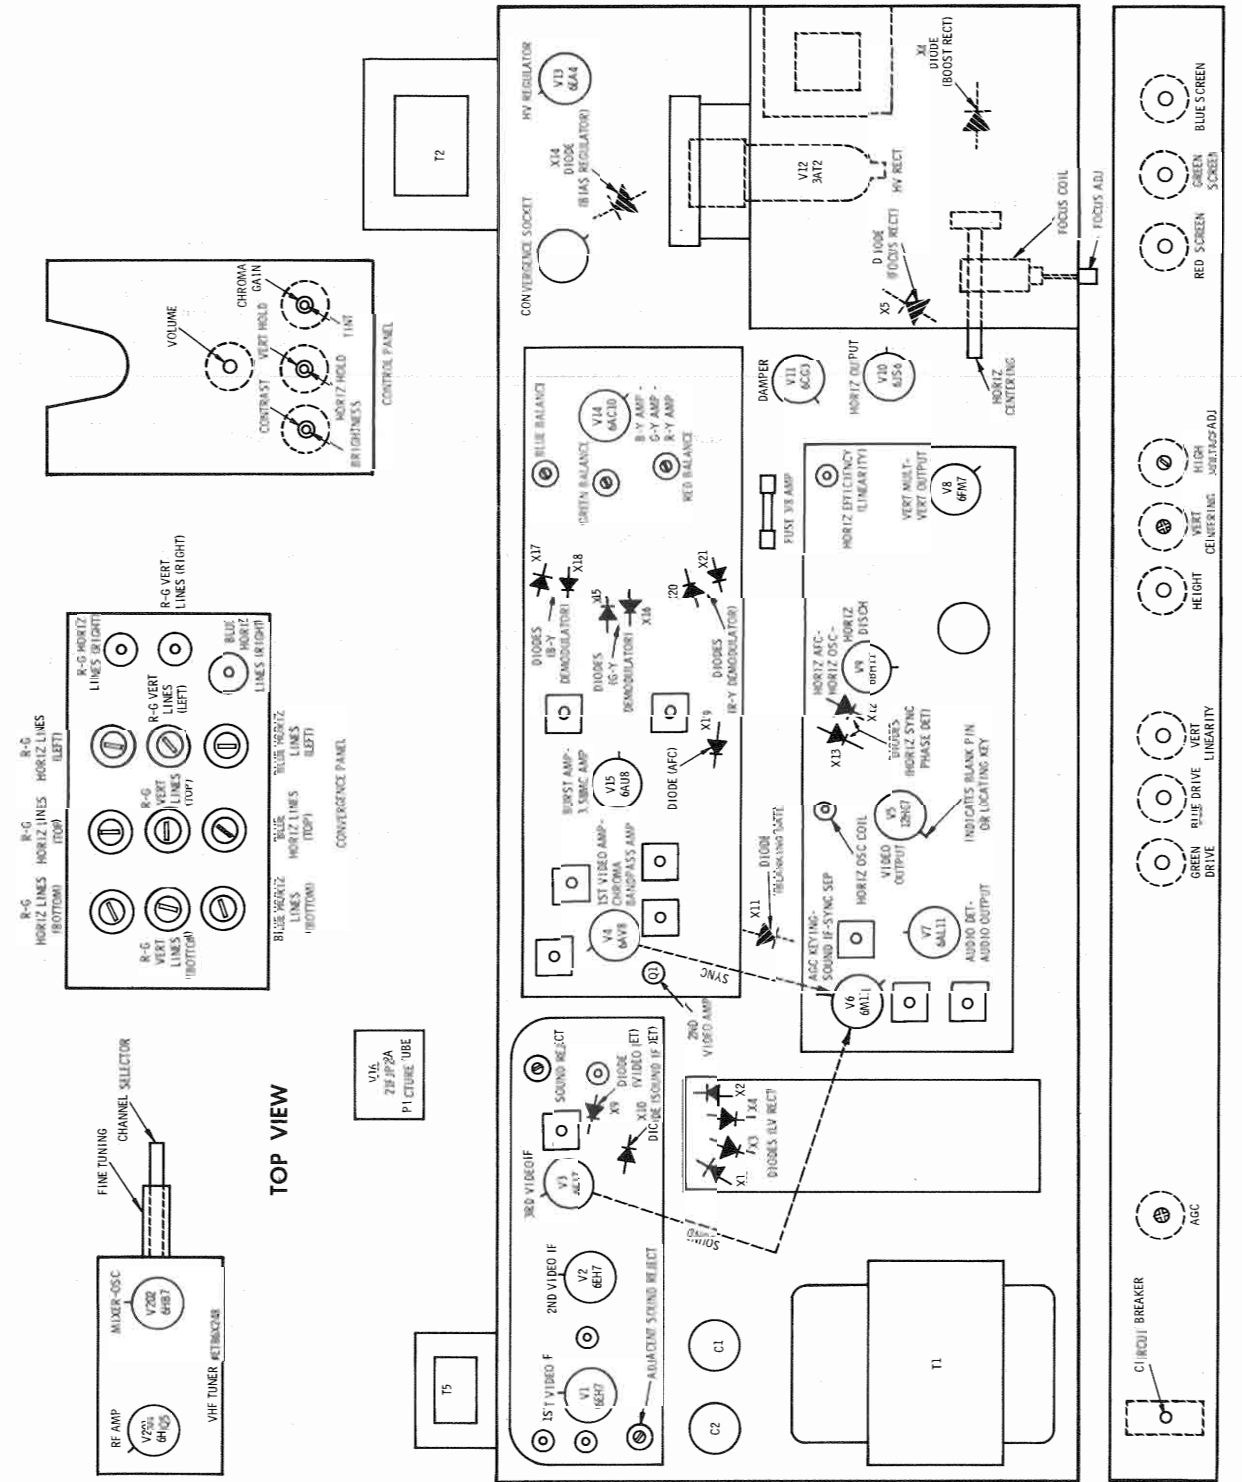 TOP VIEW
RF AMP
MIXER-OSC
V202
6HB7
VHF TUNER
FINE TUNING
CHANNEL SELECTOR
V16
PICTURE TUBE
R-G
HORIZ LINES
(BOTTOM)
R-G
HORIZ LINES
(TOP)
R-G
HORIZ LINES
(LEFT)
R-G HORIZ
LINES (RIGHT)
R-G VERT
LINES (RIGHT)
R-G
VERT
LINES
(BOTTOM)
R-G
VERT
LINES
(TOP)
R-G VERT
LINES
(LEFT)
BLUE
HORIZ
LINES (RIGHT)
BLUE HORIZ
LINES
(BOTTOM)
BLUE
HORIZ LINES
(TOP)
BLUE HORIZ
LINES
(LEFT)
CONVERGENCE PANEL
VOLUME
CONTRAST
VERT HOLD
CHROMA
GAIN
BRIGHTNESS
HORIZ HOLD
TINT
CONTROL PANEL
T5
T2
1ST VIDEO IF
V1
6EH7
2ND VIDEO IF
V2
6EH7
3RD VIDEO IF
V3
SOUND REJECT
DIODE
(VIDEO DET)
X9
X10
DIODE (SOUND IF DET)
ADJACENT SOUND REJECT
SOUND
SYNC
C2
C1
T1
X1
X3
X4
X2
DIODES (LV RECT)
2ND
VIDEO AMP
Q1
V4
6AV8
1ST VIDEO AMP-
CHROMA
BANDPASS AMP
BURST AMP-
3.58MC AMP
V15
6AU8
DIODE (AFC)
X19
DIODES
(B-Y
DEMODULATOR)
X17
X18
DIODES
(G-Y
DEMODULATOR)
X15
X16
DIODES
(R-Y DEMODULATOR)
X20
X21
BLUE BALANCE
GREEN BALANCE
RED BALANCE
V14
6AC10
B-Y AMP -
G-Y AMP -
R-Y AMP
CONVERGENCE SOCKET
X14
DIODE
(BIAS REGULATOR)
HV REGULATOR
V13
6EA4
V12
3AT2
HV RECT
X4
DIODE
(BOOST RECT)
DIODE
(FOCUS RECT)
X5
FOCUS COIL
FOCUS ADJ
HORIZ
CENTERING
DAMPER
V11
6CG3
HORIZ OUTPUT
V10
6JS6
FUSE 3/8 AMP
HORIZ EFFICIENCY
(LINEARITY)
VERT MULT-
VERT OUTPUT
V8
6FM7
HORIZ AFC-
HORIZ OSC-
HORIZ
DISCH
V9
X13
X12
DIODES
(HORIZ SYNC
PHASE DET)
HORIZ OSC COIL
VIDEO
OUTPUT
V5
12HG7
INDICATES BLANK PIN
OR LOCATING KEY
X11
DIODE
(BLANKING GATE)
AGC KEYING-
SOUND IF-SYNC SEP
V6
V7
6AL11
AUDIO DET-
AUDIO OUTPUT
CIRCUIT BREAKER
AGC
GREEN
DRIVE
BLUE DRIVE
VERT
LINEARITY
HEIGHT
VERT
CENTERING
HIGH
VOLTAGE ADJ
RED SCREEN
GREEN
SCREEN
BLUE SCREEN